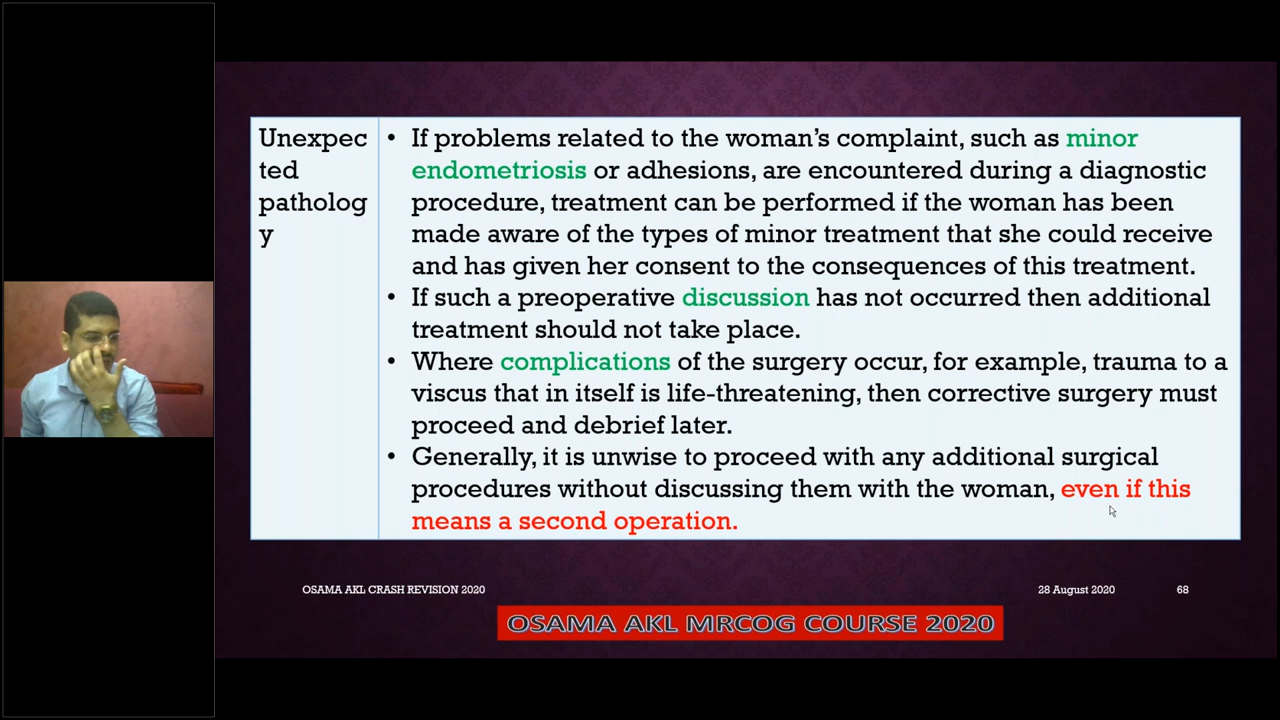 Unexpec
ted
patholog
y
• If problems related to the woman's complaint, such as minor
endometriosis or adhesions, are encountered during a diagnostic
procedure, treatment can be performed if the woman has been
made aware of the types of minor treatment that she could receive
and has given her consent to the consequences of this treatment.
• If such a preoperative discussion has not occurred then additional
treatment should not take place.
• Where complications of the surgery occur, for example, trauma to a
viscus that in itself is life-threatening, then corrective surgery must
proceed and debrief later.
• Generally, it is unwise to proceed with any additional surgical
procedures without discussing them with the woman, even if this
means a second operation.
OSAMA AKL CRASH REVISION 2020
28 August 2020
68
OSAMA AKL MRCOG COURSE 2020